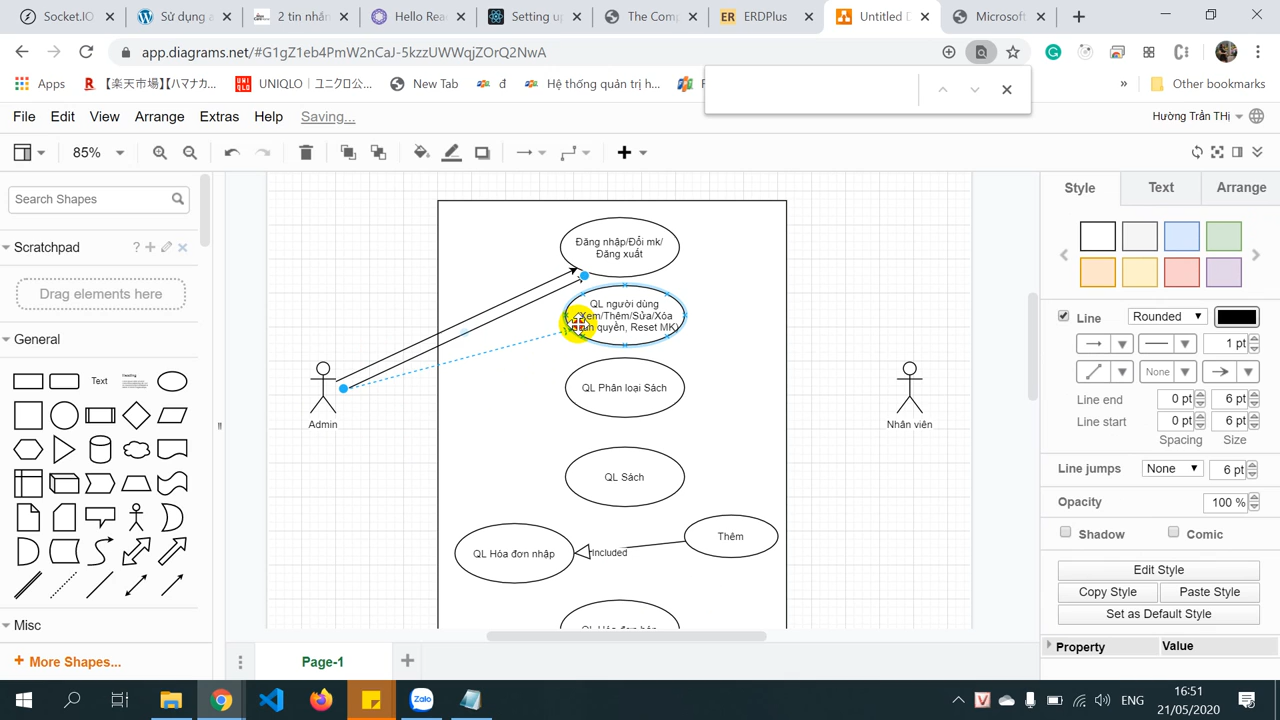 Socket.IO
Sử dụng a
2 tin nhắn
Hello Rea
Setting up
The Comp
ERDPlus
Untitled D
Microsoft
app.diagrams.net/#G1gZ1eb4PmW2nCaJ-5kzzUWWqjZOrQ2NwA
Apps
【楽天市場】【ハマナカ...
UNIQLO｜ユニクロ公...
New Tab
đ
Hệ thống quản trị h...
»
Other bookmarks
File Edit View Arrange Extras Help Saving...
Hường Trần THị
85%
Search Shapes
Scratchpad
Drag elements here
General
Text
Misc
+ More Shapes...
Đăng nhập/Đổi mk/
Đăng xuất
QL người dùng
Xem/Thêm/Sửa/Xóa
quyền, Reset MK)
QL Phân loại Sách
Admin
Nhân viên
QL Sách
Thêm
Included
QL Hóa đơn nhập
Page-1
Style Text Arrange
Line Rounded
1 pt
None
Line end 0 pt 6 pt
Line start 0 pt 6 pt
Spacing Size
Line jumps None 6 pt
Opacity 100 %
Shadow Comic
Edit Style
Copy Style Paste Style
Set as Default Style
Property Value
Zalo
ENG
16:51
21/05/2020